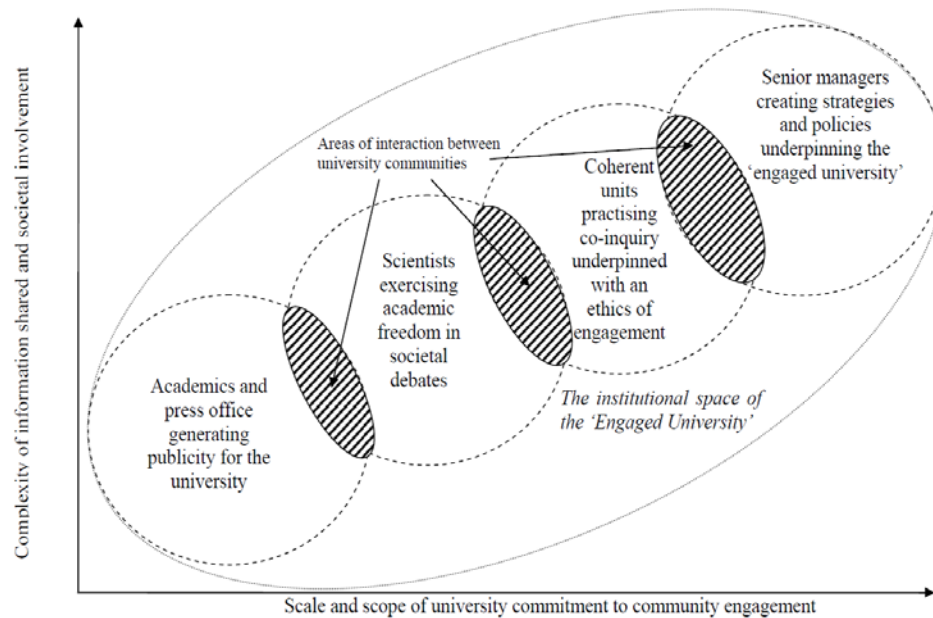 Complexity of information shared and societal involvement
Senior managers
creating strategies
and policies
underpinning the
‘engaged university’
Areas of interaction between
university communities
Coherent
units
practising
co-inquiry
underpinned
with an
ethics of
engagement
Scientists
exercising
academic
freedom in
societal
debates
Academics and
press office
generating
publicity for the
university
The institutional space of
the ‘Engaged University’
Scale and scope of university commitment to community engagement